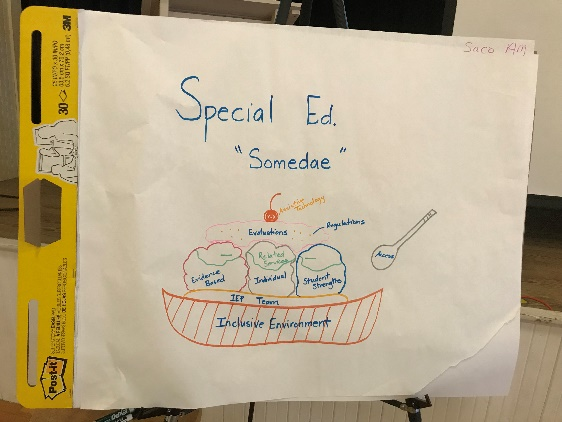 Saco AM
Special Ed.
"Somedae"
Assistive Technology
Evaluations
Regulations
Related Services
Evidence Based
Individual
Student Strengths
Access
IEP Team
Inclusive Environment
30
3M
Post-it